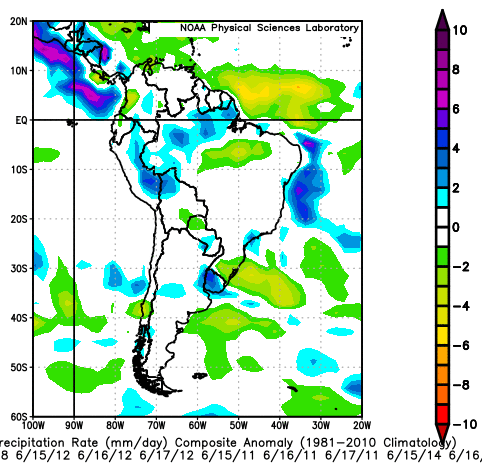 NOAA Physical Sciences Laboratory
20N
10N
EQ
10S
20S
30S
40S
50S
60S
100W 90W 80W 70W 60W 50W 40W 30W 20W
10
8
6
4
2
0
−2
−4
−6
−8
−10
recipitation Rate (mm/day) Composite Anomaly (1981−2010 Climatology)
8 6/15/12 6/16/12 6/17/12 6/15/11 6/16/11 6/17/11 6/15/14 6/16,